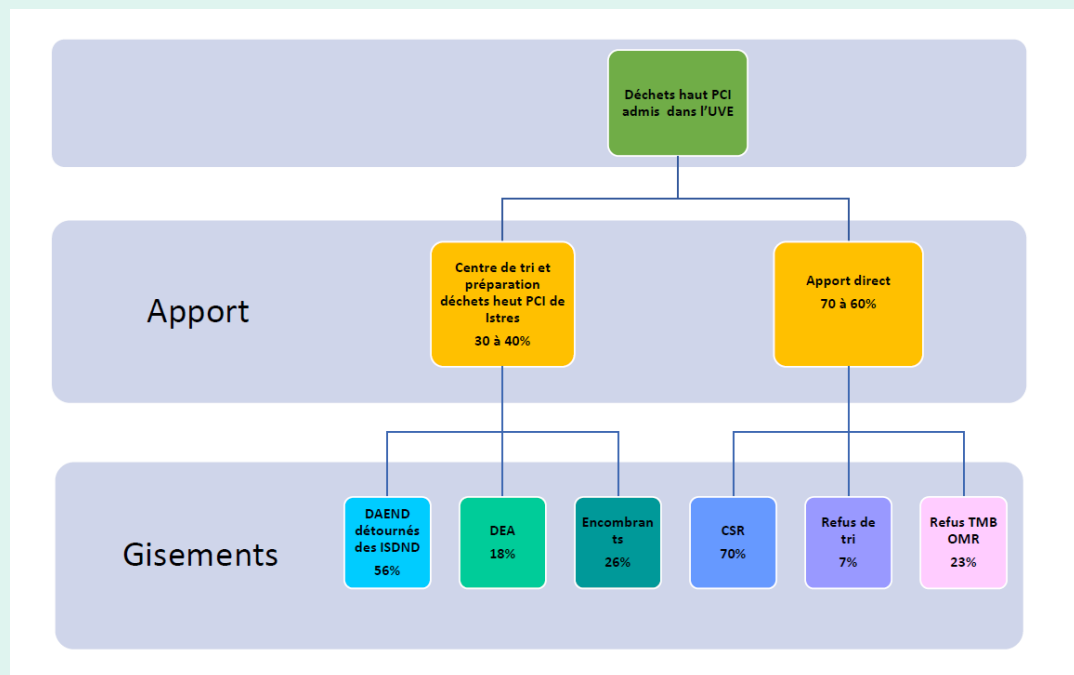 Déchets haut PCI
admis dans l'UVE
Apport
Centre de tri et
préparation
déchets heut PCI de
Istres
30 à 40%
Apport direct
70 à 60%
Gisements
DAEND
détournés
des ISDND
56%
DEA
18%
Encombran
ts
26%
CSR
70%
Refus de
tri
7%
Refus TMB
OMR
23%